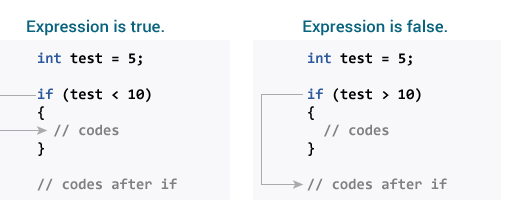 Expression is true.
int test = 5;
if (test < 10)
{
// codes
}
// codes after if
Expression is false.
int test = 5;
if (test > 10)
{
// codes
}
// codes after if